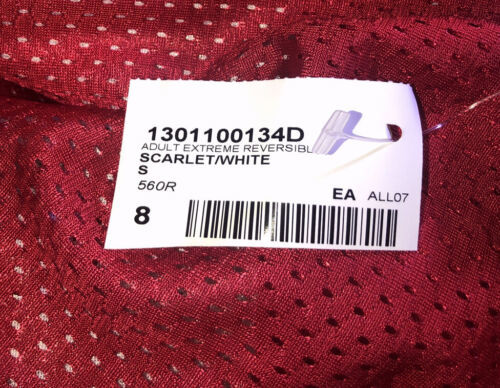 1301100134D
ADULT EXTREME REVERSIBL
SCARLET/WHITE
S
560R
EA ALL07
8